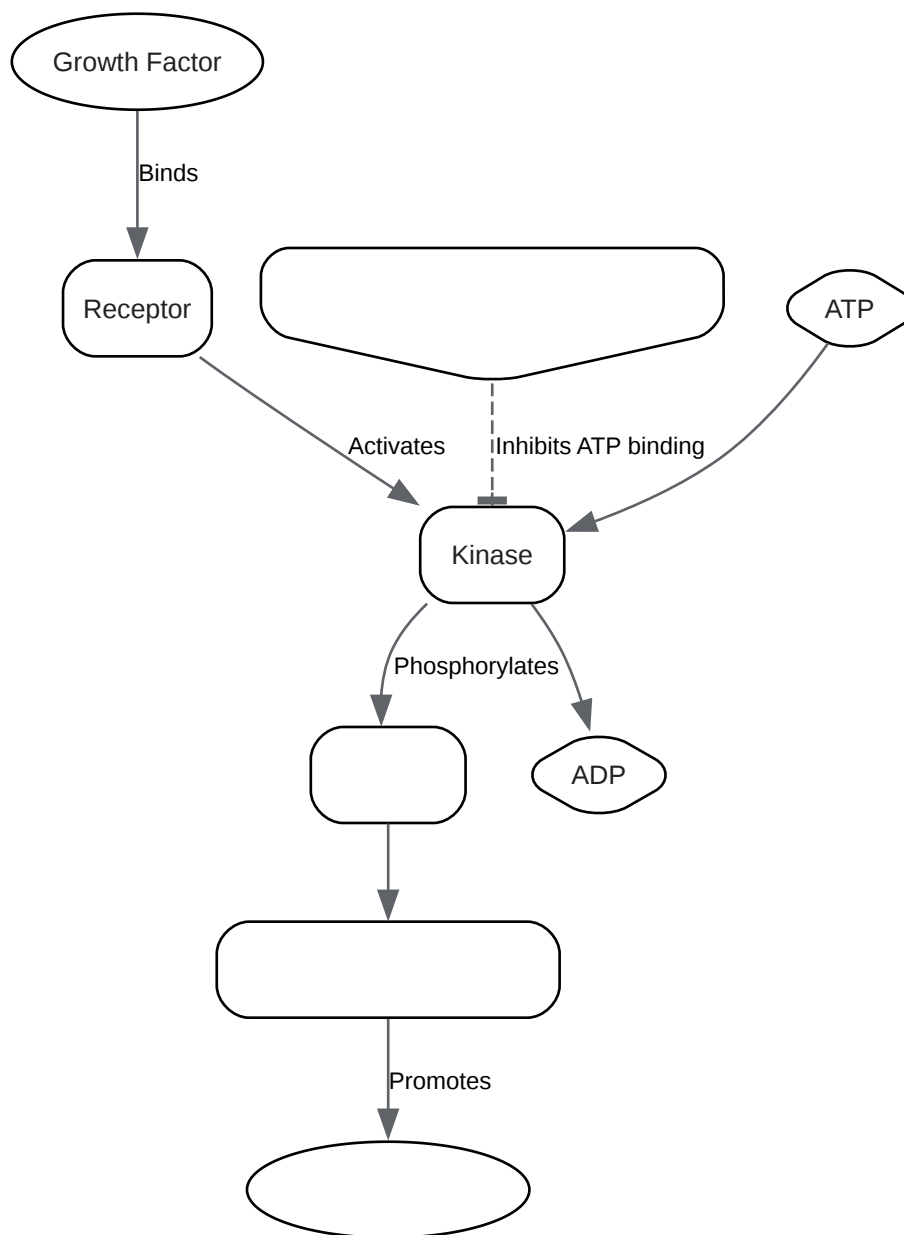 Growth Factor
Binds
Receptor
ATP
Activates
Inhibits ATP binding
Kinase
Phosphorylates
ADP
Promotes